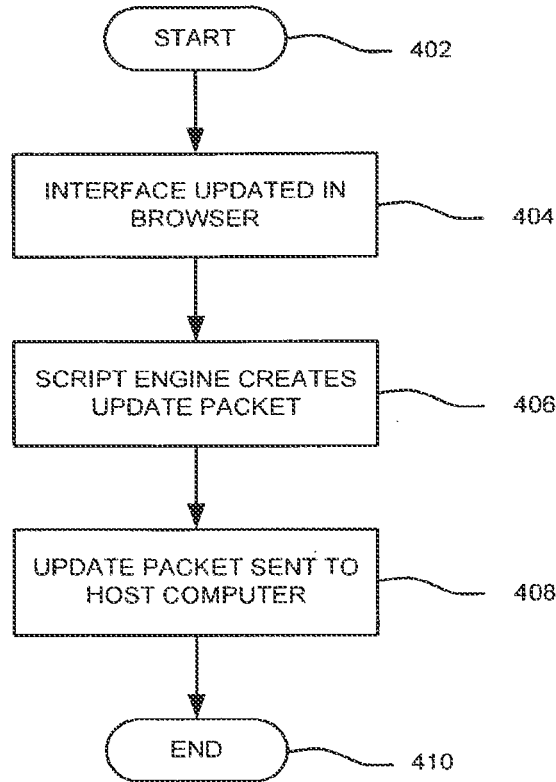 START
402
INTERFACE UPDATED IN
BROWSER
404
SCRIPT ENGINE CREATES
UPDATE PACKET
406
UPDATE PACKET SENT TO
HOST COMPUTER
408
END
410